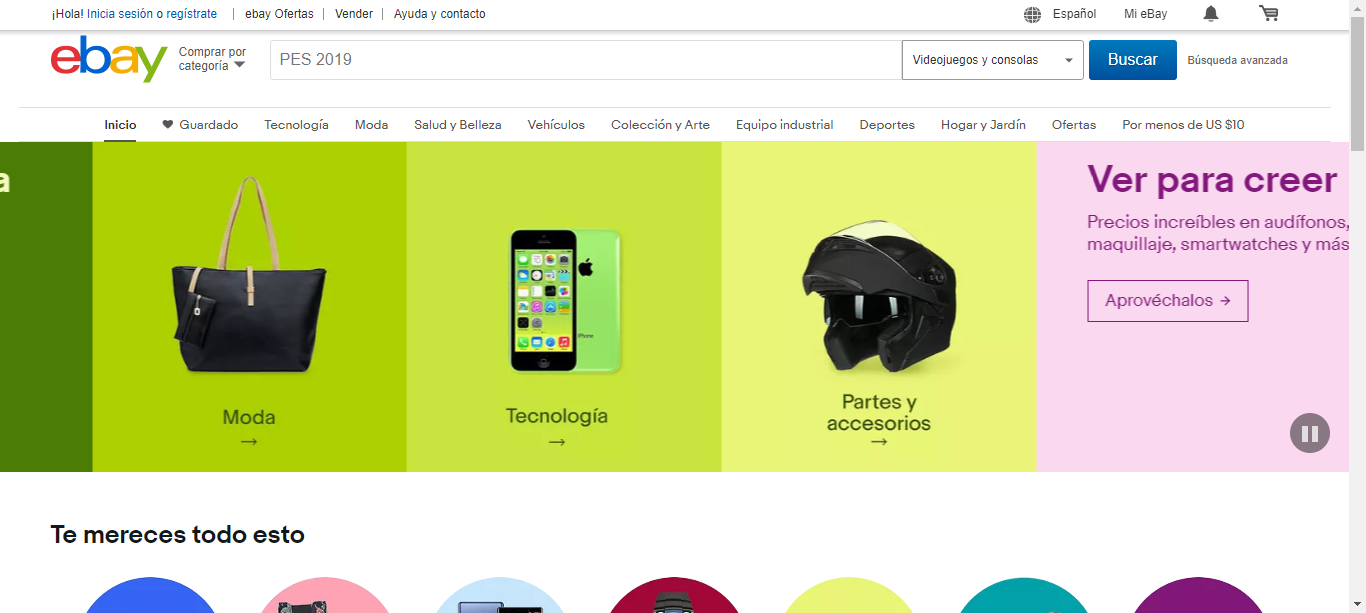 ¡Hola! Inicia sesión o regístrate ebay Ofertas Vender Ayuda y contacto Español Mi eBay
ebay
Comprar por
categoría
PES 2019
Videojuegos y consolas
Buscar
Búsqueda avanzada
Inicio Guardado Tecnología Moda Salud y Belleza Vehículos Colección y Arte Equipo industrial Deportes Hogar y Jardín Ofertas Por menos de US $10
a
Moda
→
Tecnología
→
Partes y
accesorios
→
Ver para creer
Precios increíbles en audífonos,
maquillaje, smartwatches y más
Aprovéchalos →
iPhone
Te mereces todo esto